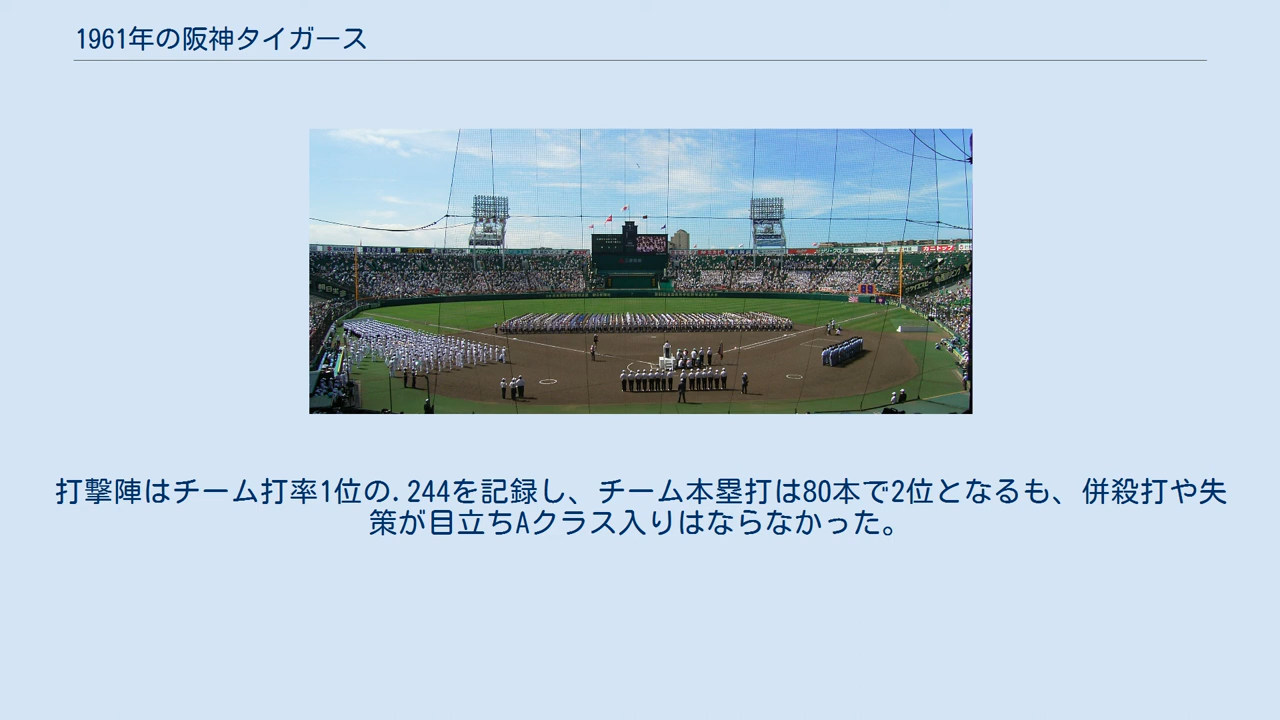 1961年の阪神タイガース
打撃陣はチーム打率1位の.244を記録し、チーム本塁打は80本で2位となるも、併殺打や失
策が目立ちAクラス入りはならなかった。